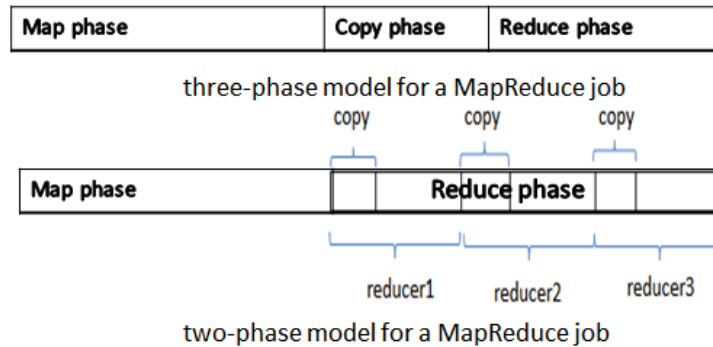 Map phase Copy phase Reduce phase
three-phase model for a MapReduce job
copy copy copy
Map phase Reduce phase
reducer1 reducer2 reducer3
two-phase model for a MapReduce job